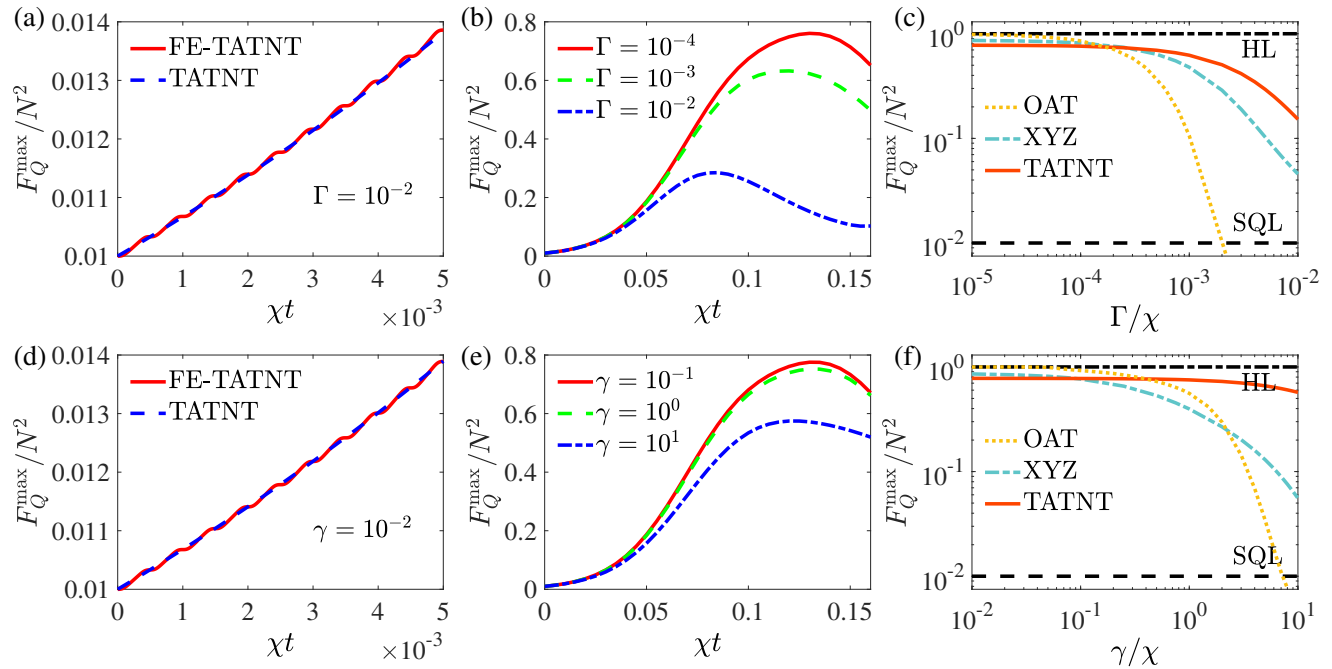 (a)
0.014
0.013
0.012
0.011
0.01
F_Q^max/N^2
FE-TATNT
TATNT
Γ = 10^-2
0 1 2 3 4 5
χt
×10^-3
(b)
0.8
0.6
0.4
0.2
0
F_Q^max/N^2
Γ = 10^-4
Γ = 10^-3
Γ = 10^-2
0 0.05 0.1 0.15
χt
(c)
10^0
10^-1
10^-2
F_Q^max/N^2
HL
OAT
XYZ
TATNT
SQL
10^-5 10^-4 10^-3 10^-2
Γ/χ
(d)
0.014
0.013
0.012
0.011
0.01
F_Q^max/N^2
FE-TATNT
TATNT
γ = 10^-2
0 1 2 3 4 5
χt
×10^-3
(e)
0.8
0.6
0.4
0.2
0
F_Q^max/N^2
γ = 10^-1
γ = 10^0
γ = 10^1
0 0.05 0.1 0.15
χt
(f)
10^0
10^-1
10^-2
F_Q^max/N^2
HL
OAT
XYZ
TATNT
SQL
10^-2 10^-1 10^0 10^1
γ/χ